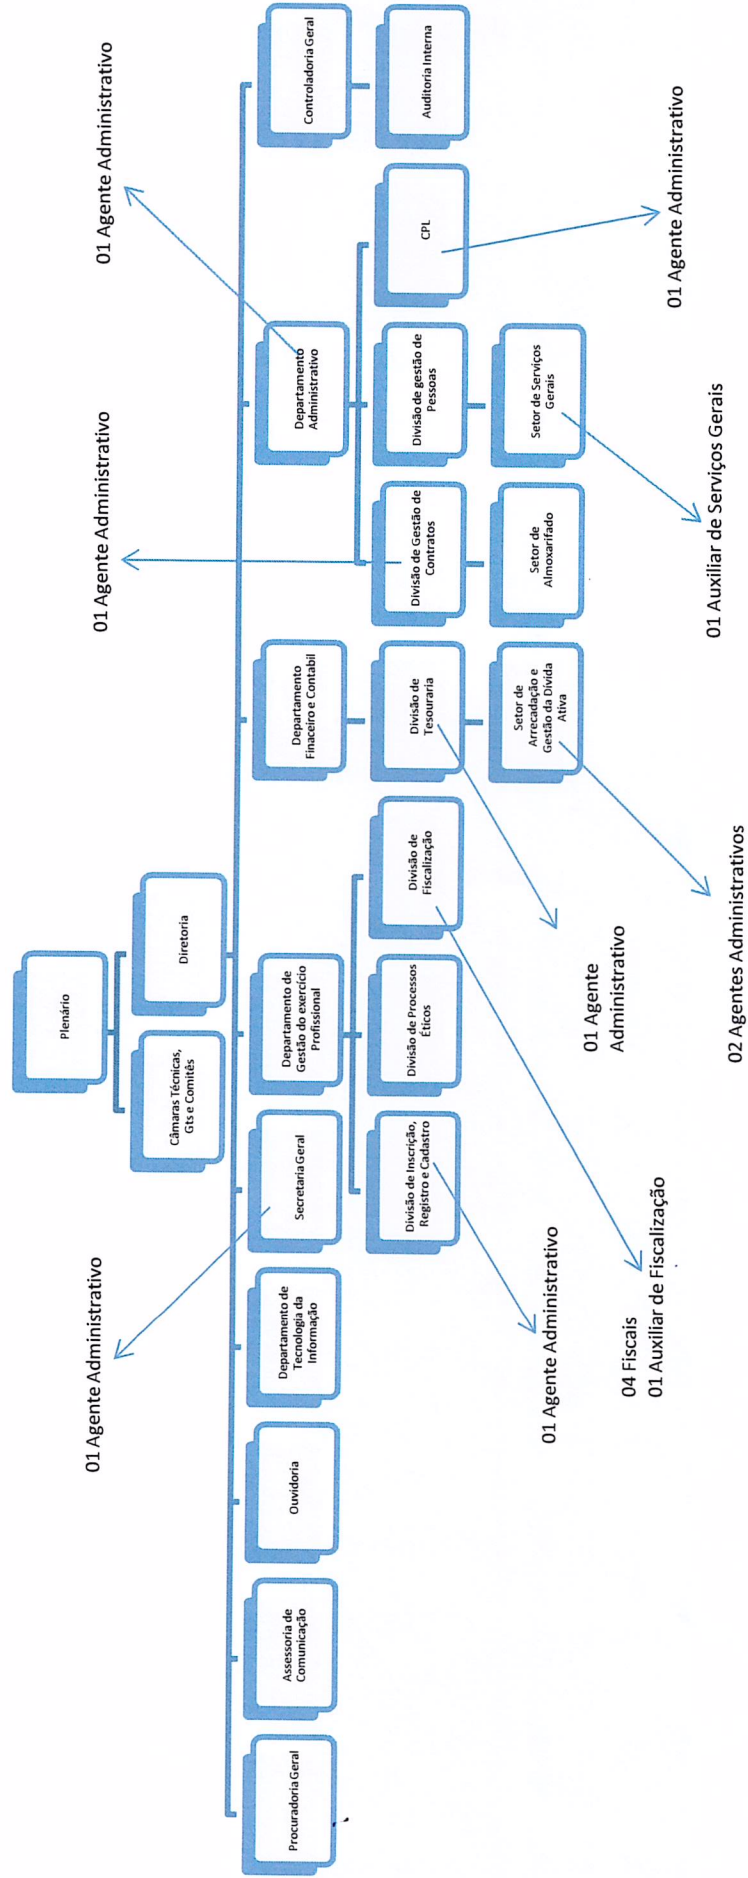 Plenário
Câmaras Técnicas,
Gts e Comitês
Diretoria
01 Agente Administrativo
01 Agente Administrativo
01 Agente Administrativo
Procuradoria Geral
Assessoria de
Comunicação
Ouvidoria
Departamento de
Tecnologia da
Informação
Secretaria Geral
Departamento de
Gestão do exercício
Profissional
Departamento
Finaceiro e Contabil
Departamento
Administrativo
Controladoria Geral
Divisão de Inscrição,
Registro e Cadastro
Divisão de Processos
Éticos
Divisão de
Fiscalização
Divisão de
Tesouraria
Divisão de Gestão de
Contratos
Divisão de gestão de
Pessoas
CPL
Auditoria Interna
Setor de
Arrecadação e
Gestão da Dívida
Ativa
Setor de
Almoxarifado
Setor de Serviços
Gerais
01 Agente Administrativo
01 Agente
Administrativo
01 Agente Administrativo
04 Fiscais
01 Auxiliar de Fiscalização
02 Agentes Administrativos
01 Auxiliar de Serviços Gerais